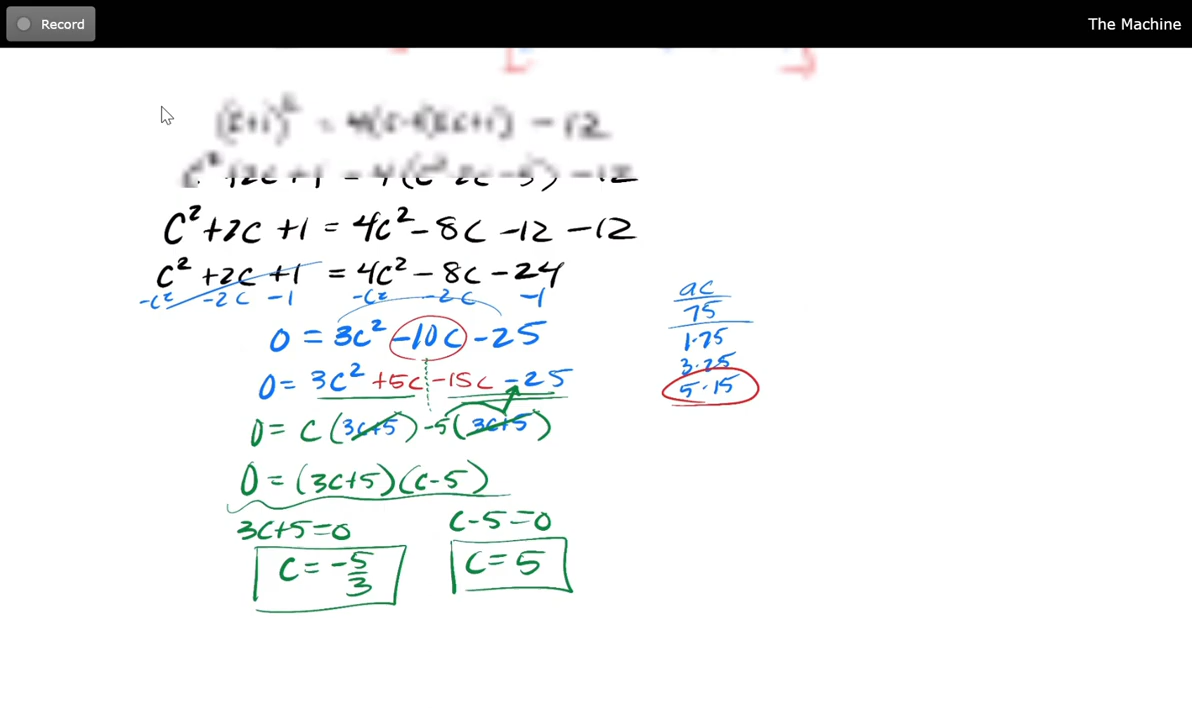 Record
The Machine
C²+2C+1 = 4C²-8C-12-12
C²+2C+1 = 4C²-8C-24
-C² -2C -1 -C² -2C -1
0 = 3C²-10C-25
0 = 3C²+5C-15C-25
0 = C(3C+5)-5(3C+5)
0 = (3C+5)(C-5)
3C+5=0 C-5=0
C = -5/3 C = 5
ac
75
1·75
3·25
5·15